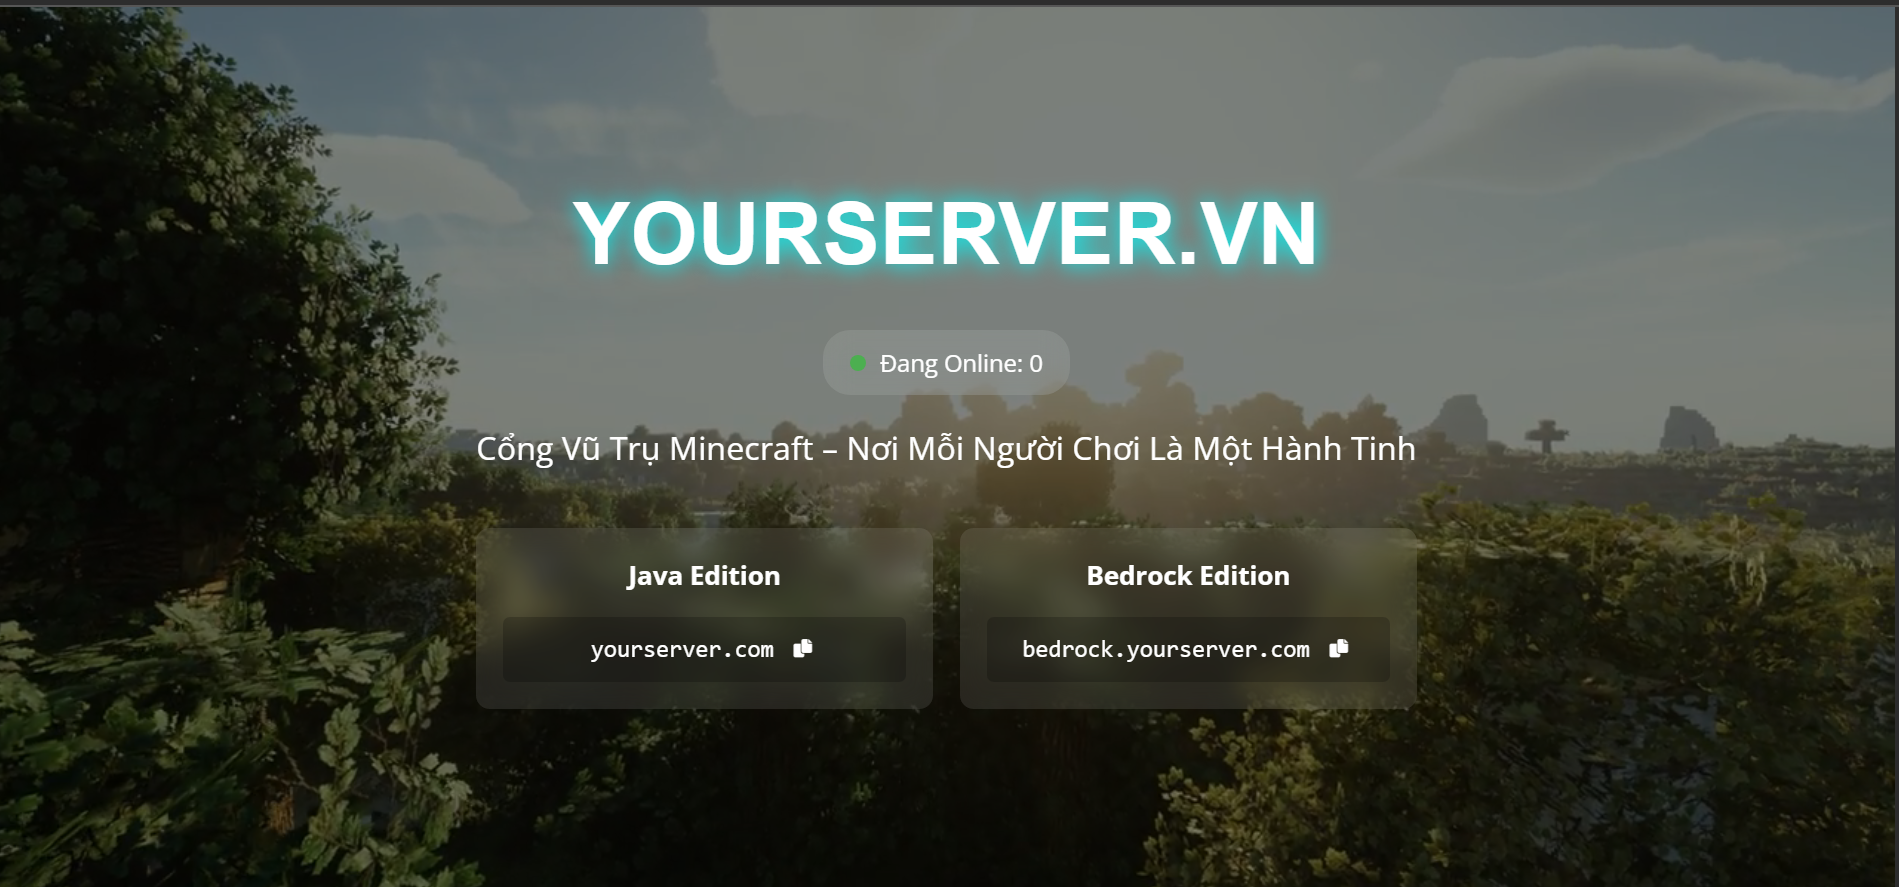 YOURSERVER.VN
Đang Online: 0
Cổng Vũ Trụ Minecraft – Nơi Mỗi Người Chơi Là Một Hành Tinh
Java Edition
yourserver.com
Bedrock Edition
bedrock.yourserver.com